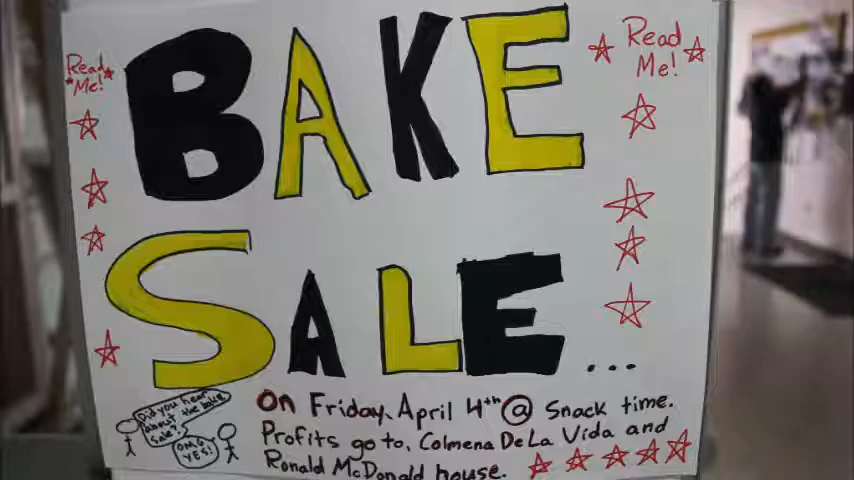 Read Me!
BAKE
Read Me!
SALE...
Did you hear
about the bake
sale?
OMG
YES!
On Friday, April 4th @ Snack time.
Profits go to, Colmena De La Vida and
Ronald McDonald house.